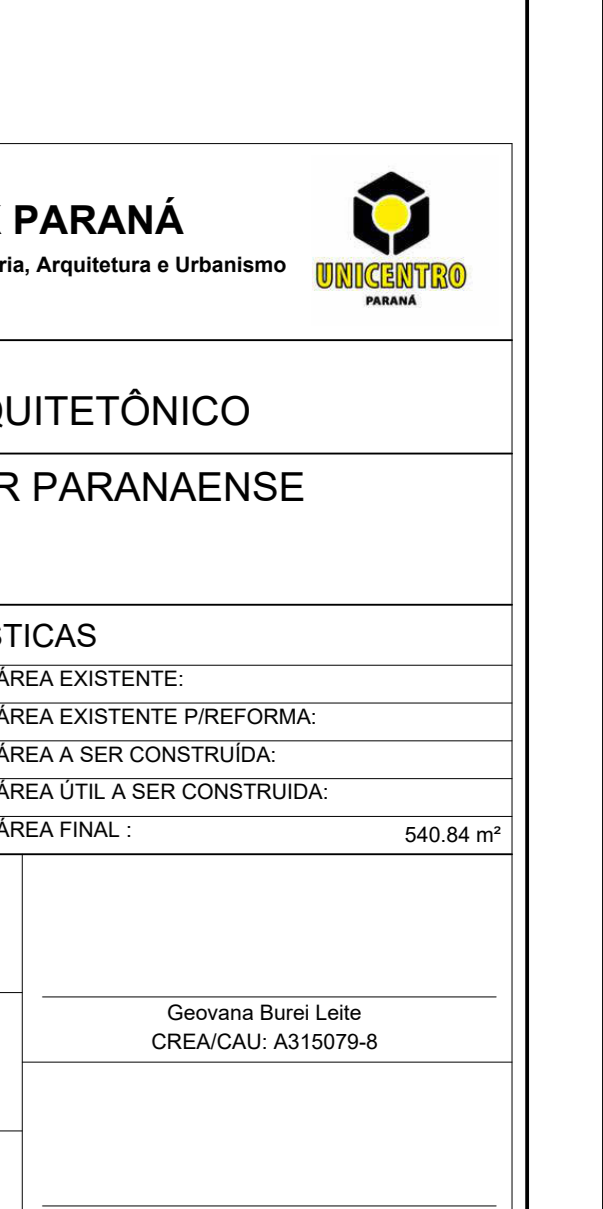 PARANÁ
ria, Arquitetura e Urbanismo
UNICENTRO
PARANÁ
UITETÔNICO
R PARANAENSE
STICAS
ÁREA EXISTENTE:
ÁREA EXISTENTE P/REFORMA:
ÁREA A SER CONSTRUÍDA:
ÁREA ÚTIL A SER CONSTRUIDA:
ÁREA FINAL : 540.84 m²
Geovana Burei Leite
CREA/CAU: A315079-8